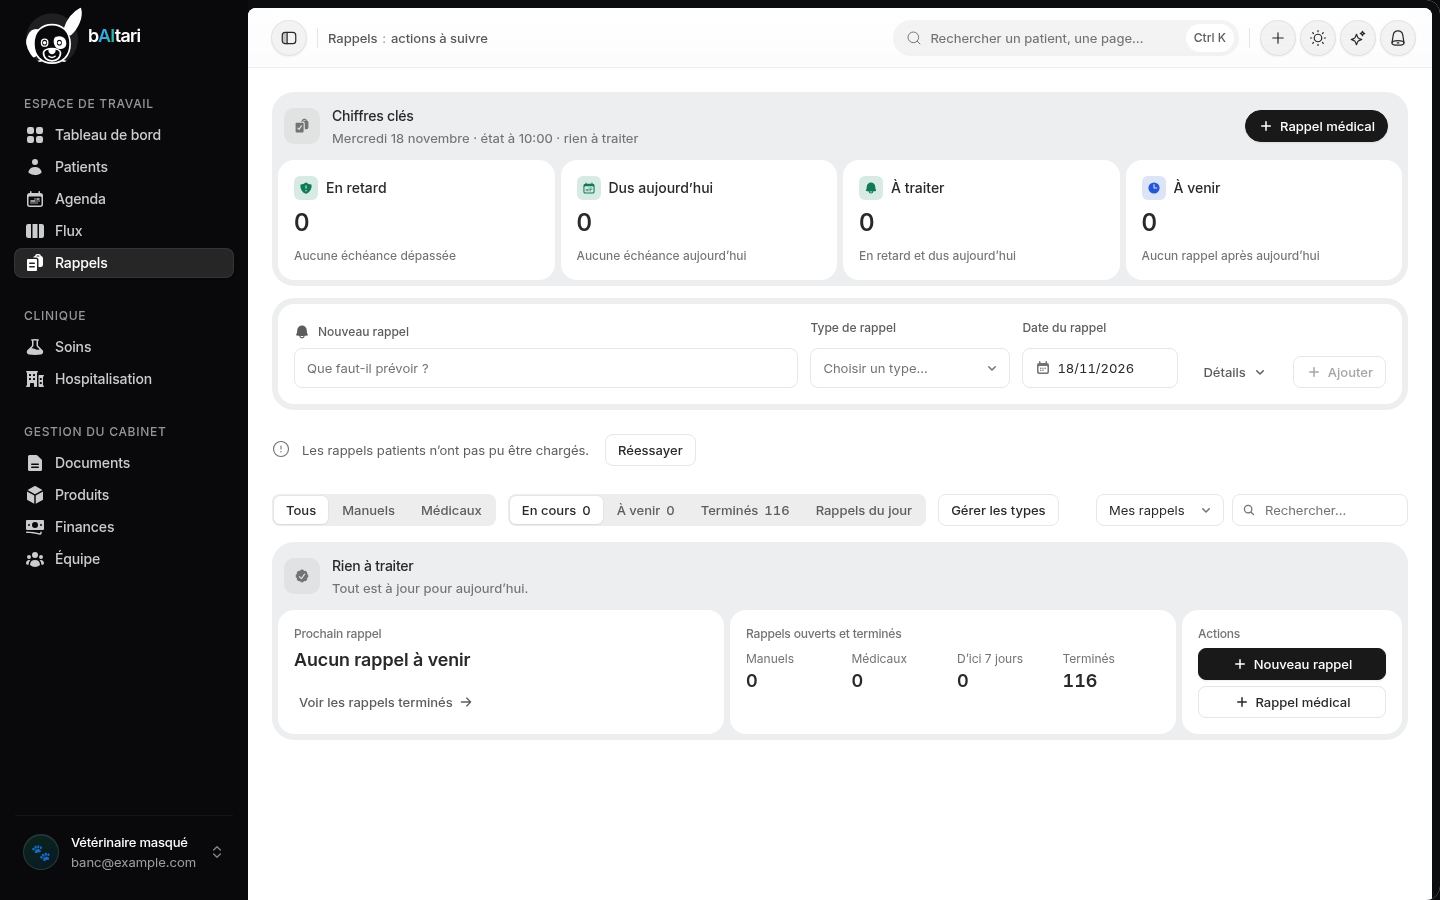 bAItari
Rappels : actions à suivre
Rechercher un patient, une page...
Ctrl K
ESPACE DE TRAVAIL
Tableau de bord
Patients
Agenda
Flux
Rappels
CLINIQUE
Soins
Hospitalisation
GESTION DU CABINET
Documents
Produits
Finances
Équipe
Vétérinaire masqué
banc@example.com
Chiffres clés
Mercredi 18 novembre · état à 10:00 · rien à traiter
Rappel médical
En retard
0
Aucune échéance dépassée
Dus aujourd’hui
0
Aucune échéance aujourd’hui
À traiter
0
En retard et dus aujourd’hui
À venir
0
Aucun rappel après aujourd’hui
Nouveau rappel
Que faut-il prévoir ?
Type de rappel
Choisir un type...
Date du rappel
18/11/2026
Détails
Ajouter
Les rappels patients n’ont pas pu être chargés.
Réessayer
Tous Manuels Médicaux
En cours 0 À venir 0 Terminés 116 Rappels du jour
Gérer les types
Mes rappels
Rechercher...
Rien à traiter
Tout est à jour pour aujourd’hui.
Prochain rappel
Aucun rappel à venir
Voir les rappels terminés
Rappels ouverts et terminés
Manuels Médicaux D’ici 7 jours Terminés
0 0 0 116
Actions
Nouveau rappel
Rappel médical